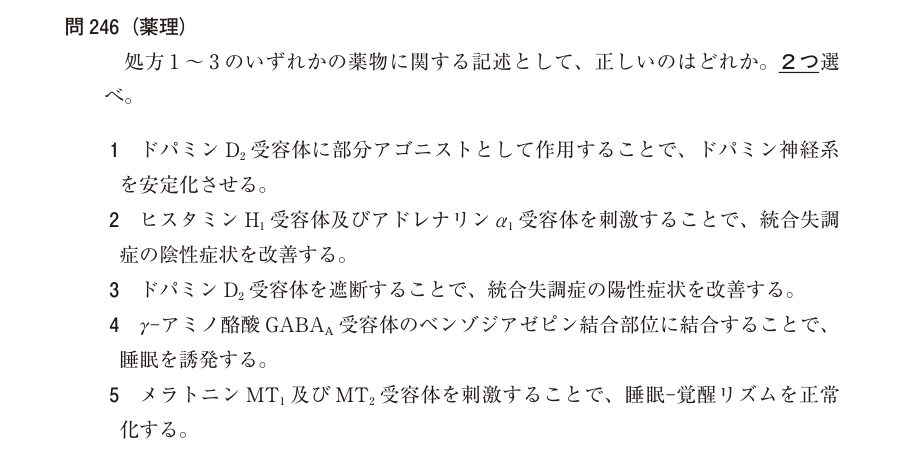 問 246（薬理）
処方１～３のいずれかの薬物に関する記述として、正しいのはどれか。２つ選
べ。
1 ドパミン D₂ 受容体に部分アゴニストとして作用することで、ドパミン神経系
を安定化させる。
2 ヒスタミン H₁ 受容体及びアドレナリン α₁ 受容体を刺激することで、統合失調
症の陰性症状を改善する。
3 ドパミン D₂ 受容体を遮断することで、統合失調症の陽性症状を改善する。
4 γ-アミノ酪酸 GABA_A 受容体のベンゾジアゼピン結合部位に結合することで、
睡眠を誘発する。
5 メラトニン MT₁ 及び MT₂ 受容体を刺激することで、睡眠-覚醒リズムを正常
化する。